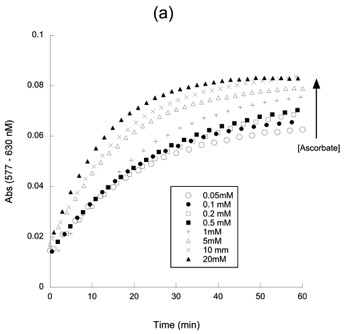 (a)
0.1
0.08
0.06
0.04
0.02
0
Abs (577 - 630 nM)
[Ascorbate]
0.05mM
0.1 mM
0.2 mM
0.5 mM
1mM
5mM
10 mm
20mM
0 10 20 30 40 50 60
Time (min)